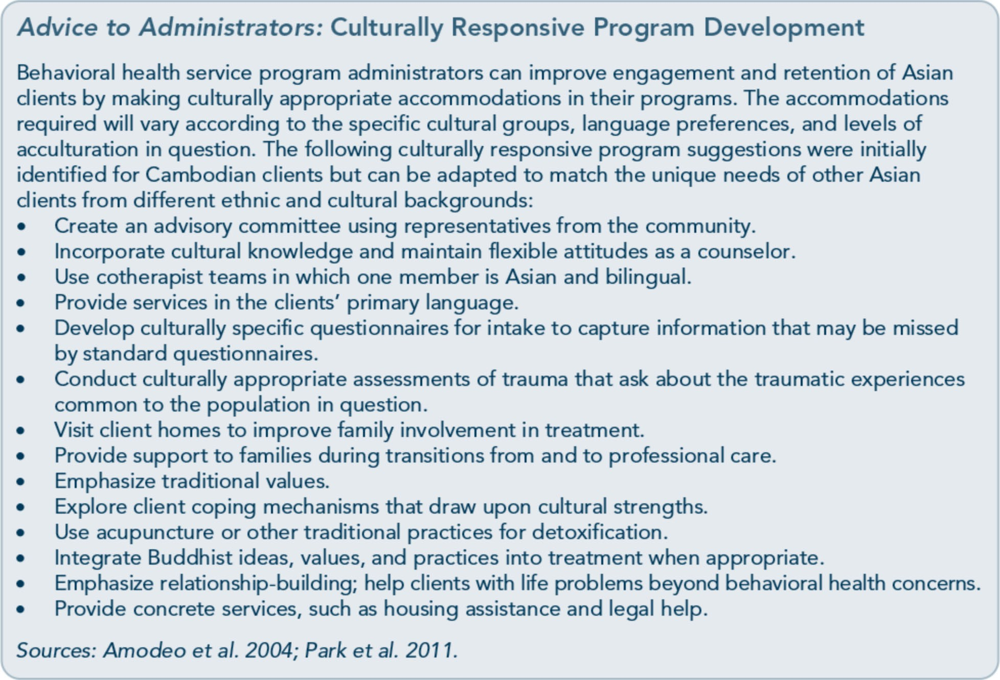 Advice to Administrators: Culturally Responsive Program Development
Behavioral health service program administrators can improve engagement and retention of Asian
clients by making culturally appropriate accommodations in their programs. The accommodations
required will vary according to the specific cultural groups, language preferences, and levels of
acculturation in question. The following culturally responsive program suggestions were initially
identified for Cambodian clients but can be adapted to match the unique needs of other Asian
clients from different ethnic and cultural backgrounds:
• Create an advisory committee using representatives from the community.
• Incorporate cultural knowledge and maintain flexible attitudes as a counselor.
• Use cotherapist teams in which one member is Asian and bilingual.
• Provide services in the clients’ primary language.
• Develop culturally specific questionnaires for intake to capture information that may be missed
by standard questionnaires.
• Conduct culturally appropriate assessments of trauma that ask about the traumatic experiences
common to the population in question.
• Visit client homes to improve family involvement in treatment.
• Provide support to families during transitions from and to professional care.
• Emphasize traditional values.
• Explore client coping mechanisms that draw upon cultural strengths.
• Use acupuncture or other traditional practices for detoxification.
• Integrate Buddhist ideas, values, and practices into treatment when appropriate.
• Emphasize relationship-building; help clients with life problems beyond behavioral health concerns.
• Provide concrete services, such as housing assistance and legal help.
Sources: Amodeo et al. 2004; Park et al. 2011.